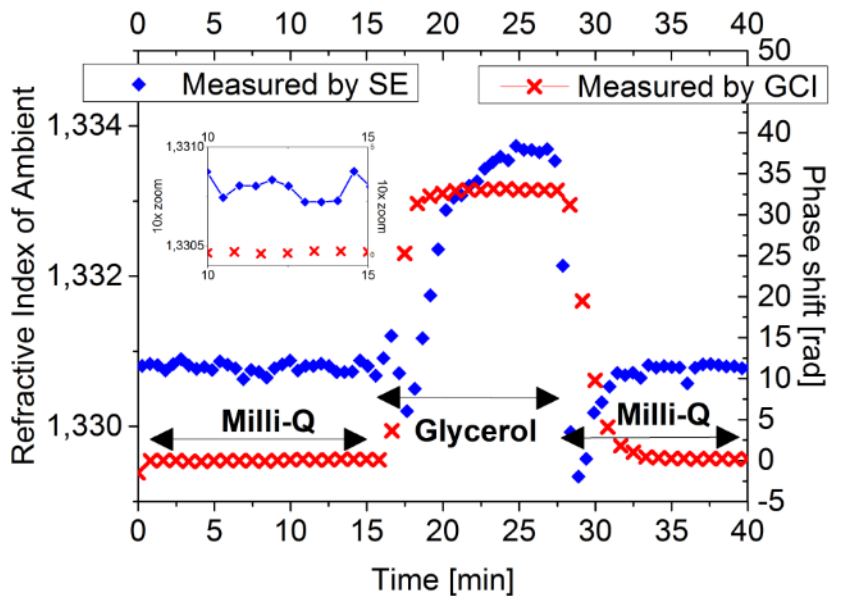 0 5 10 15 20 25 30 35 40
Measured by SE
Measured by GCI
Refractive Index of Ambient
1,334
1,332
1,330
50
40
35
30
25
20
15
10
5
0
-5
Phase shift [rad]
10 15
1,3310
1,3305
10x zoom
10x zoom
5
0
10 15
Milli-Q
Glycerol
Milli-Q
0 5 10 15 20 25 30 35 40
Time [min]